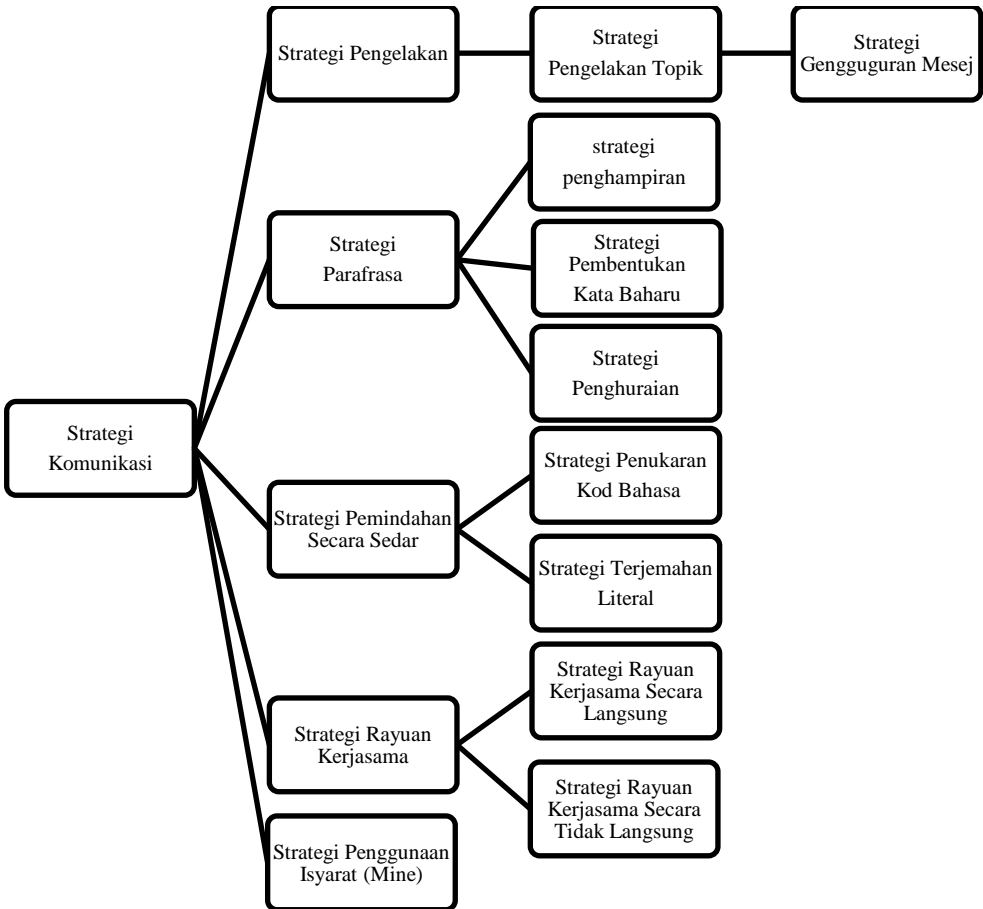 Strategi Pengelakan
Strategi
Pengelakan Topik
Strategi
Gengguguran Mesej
strategi
penghampiran
Strategi
Parafrasa
Strategi
Pembentukan
Kata Baharu
Strategi
Penghuraian
Strategi
Komunikasi
Strategi Penukaran
Kod Bahasa
Strategi Pemindahan
Secara Sedar
Strategi Terjemahan
Literal
Strategi Rayuan
Kerjasama Secara
Langsung
Strategi Rayuan
Kerjasama
Strategi Rayuan
Kerjasama Secara
Tidak Langsung
Strategi Penggunaan
Isyarat (Mine)